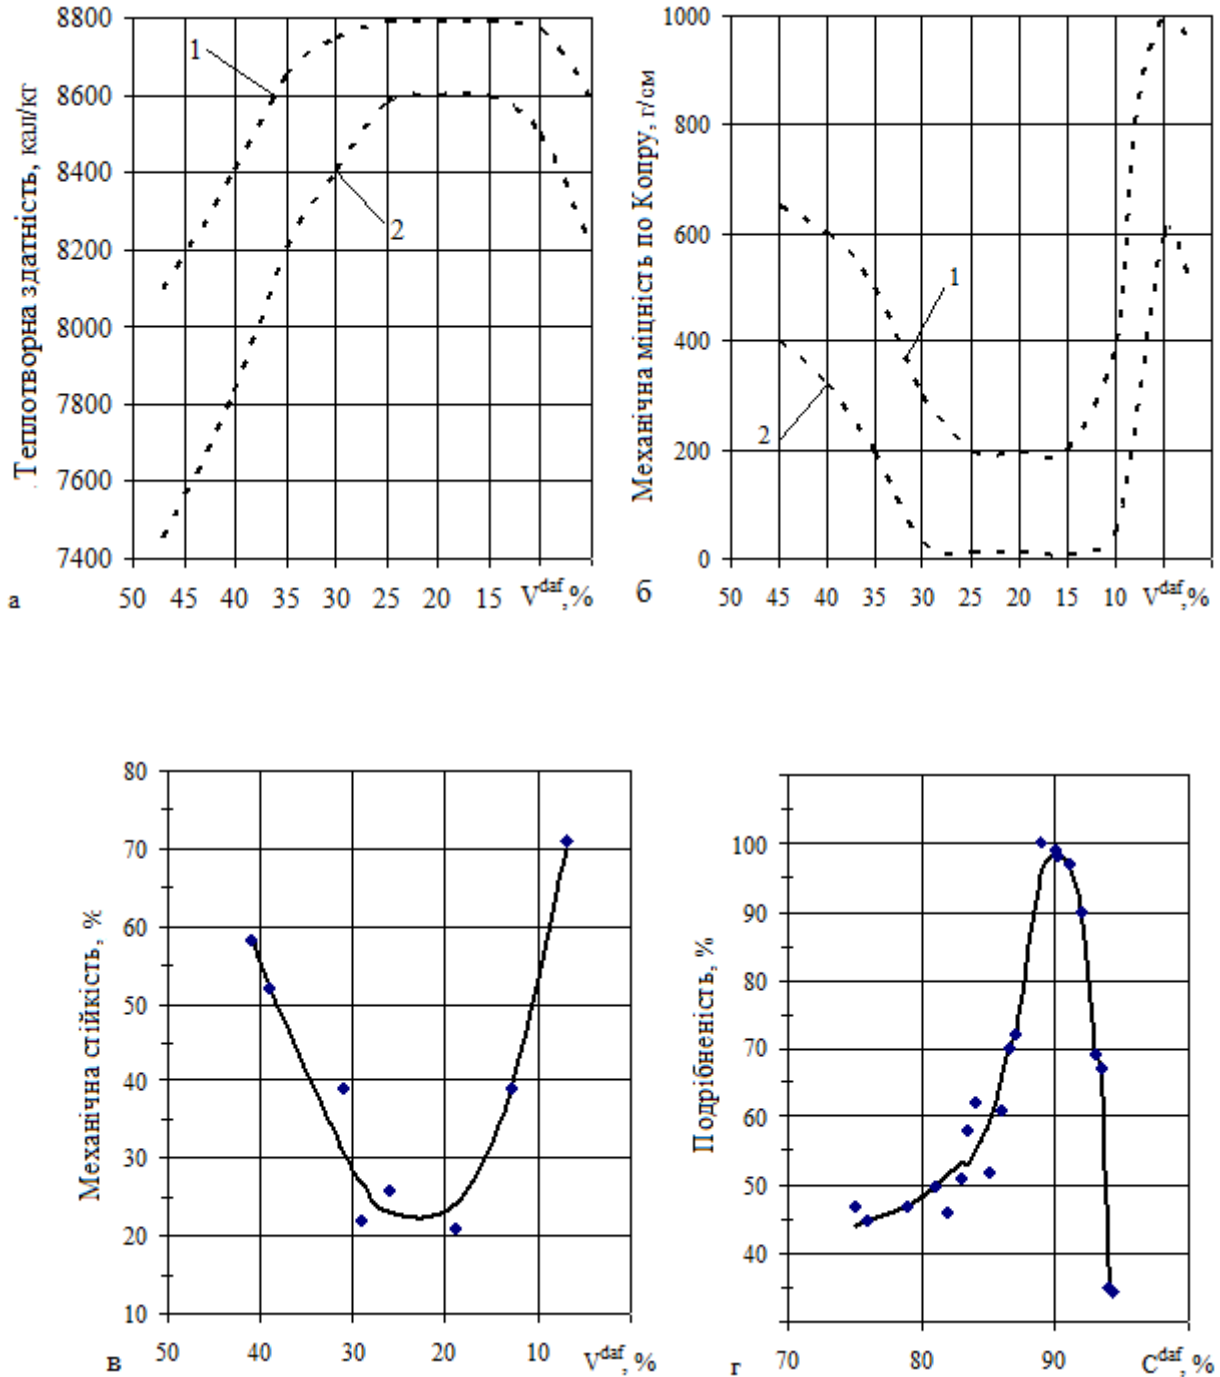 а
Теплотворна здатність, кал/кг
8800
8600
8400
8200
8000
7800
7600
7400
1
2
50 45 40 35 30 25 20 15 V^daf, %
б
Механічна міцність по Копру, г/см
1000
800
600
400
200
0
1
2
50 45 40 35 30 25 20 15 10 V^daf, %
в
Механічна стійкість, %
80
70
60
50
40
30
20
10
50 40 30 20 10 V^daf, %
г
Подрібненість, %
100
90
80
70
60
50
40
70 80 90 C^daf, %